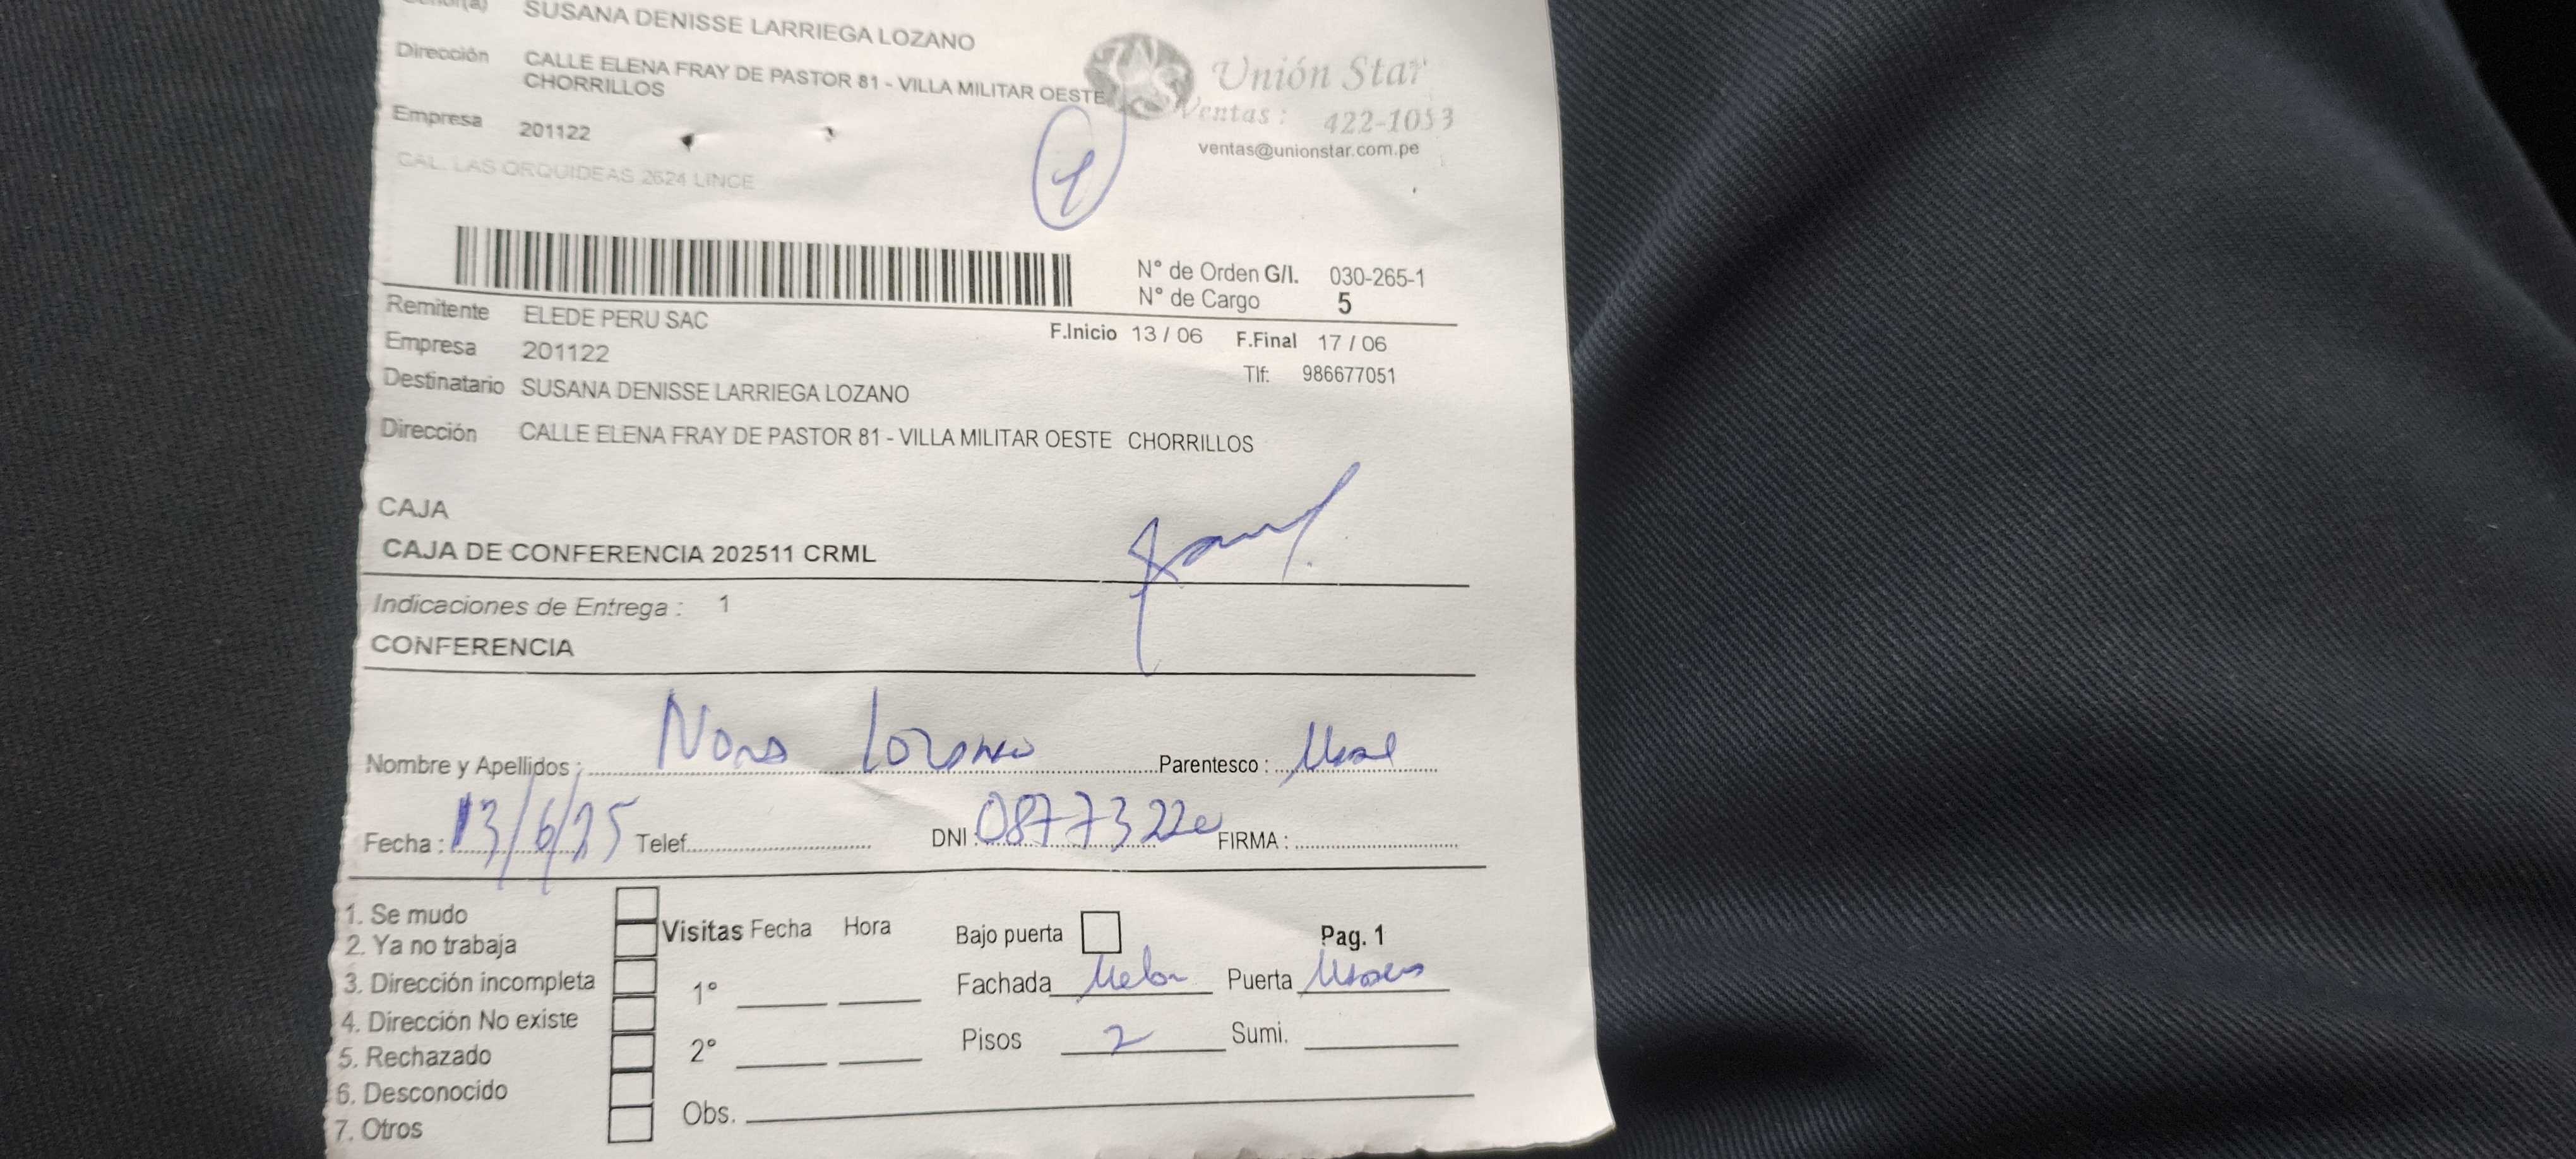 SUSANA DENISSE LARRIEGA LOZANO
Dirección CALLE ELENA FRAY DE PASTOR 81 - VILLA MILITAR OESTE
CHORRILLOS
Unión Star
Ventas : 422-1053
ventas@unionstar.com.pe
Empresa 201122
CAL. LAS ORQUIDEAS 2624 LINCE
1
N° de Orden G/I. 030-265-1
N° de Cargo 5
Remitente ELEDE PERU SAC
F.Inicio 13 / 06 F.Final 17 / 06
Empresa 201122
Tlf: 986677051
Destinatario SUSANA DENISSE LARRIEGA LOZANO
Dirección CALLE ELENA FRAY DE PASTOR 81 - VILLA MILITAR OESTE CHORRILLOS
CAJA
CAJA DE CONFERENCIA 202511 CRML
Indicaciones de Entrega : 1
CONFERENCIA
Nombre y Apellidos : Lozano Parentesco :
Fecha : 13/6/25 Telef. DNI : FIRMA :
1. Se mudo
2. Ya no trabaja
3. Dirección incompleta
4. Dirección No existe
5. Rechazado
6. Desconocido
7. Otros
Visitas Fecha Hora
1°
2°
Obs.
Bajo puerta Pag. 1
Fachada Puerta
Pisos 2 Sumi.